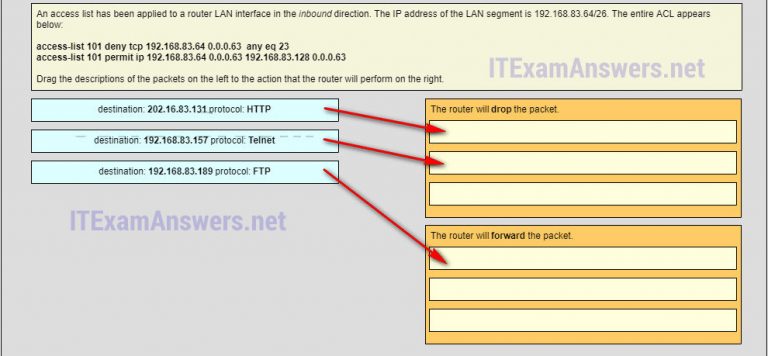 An access list has been applied to a router LAN interface in the inbound direction. The IP address of the LAN segment is 192.168.83.64/26. The entire ACL appears
below:
access-list 101 deny tcp 192.168.83.64 0.0.0.63 any eq 23
access-list 101 permit ip 192.168.83.64 0.0.0.63 192.168.83.128 0.0.0.63
ITExamAnswers.net
Drag the descriptions of the packets on the left to the action that the router will perform on the right.
destination: 202.16.83.131 protocol: HTTP
destination: 192.168.83.157 protocol: Telnet
destination: 192.168.83.189 protocol: FTP
ITExamAnswers.net
The router will drop the packet.
The router will forward the packet.